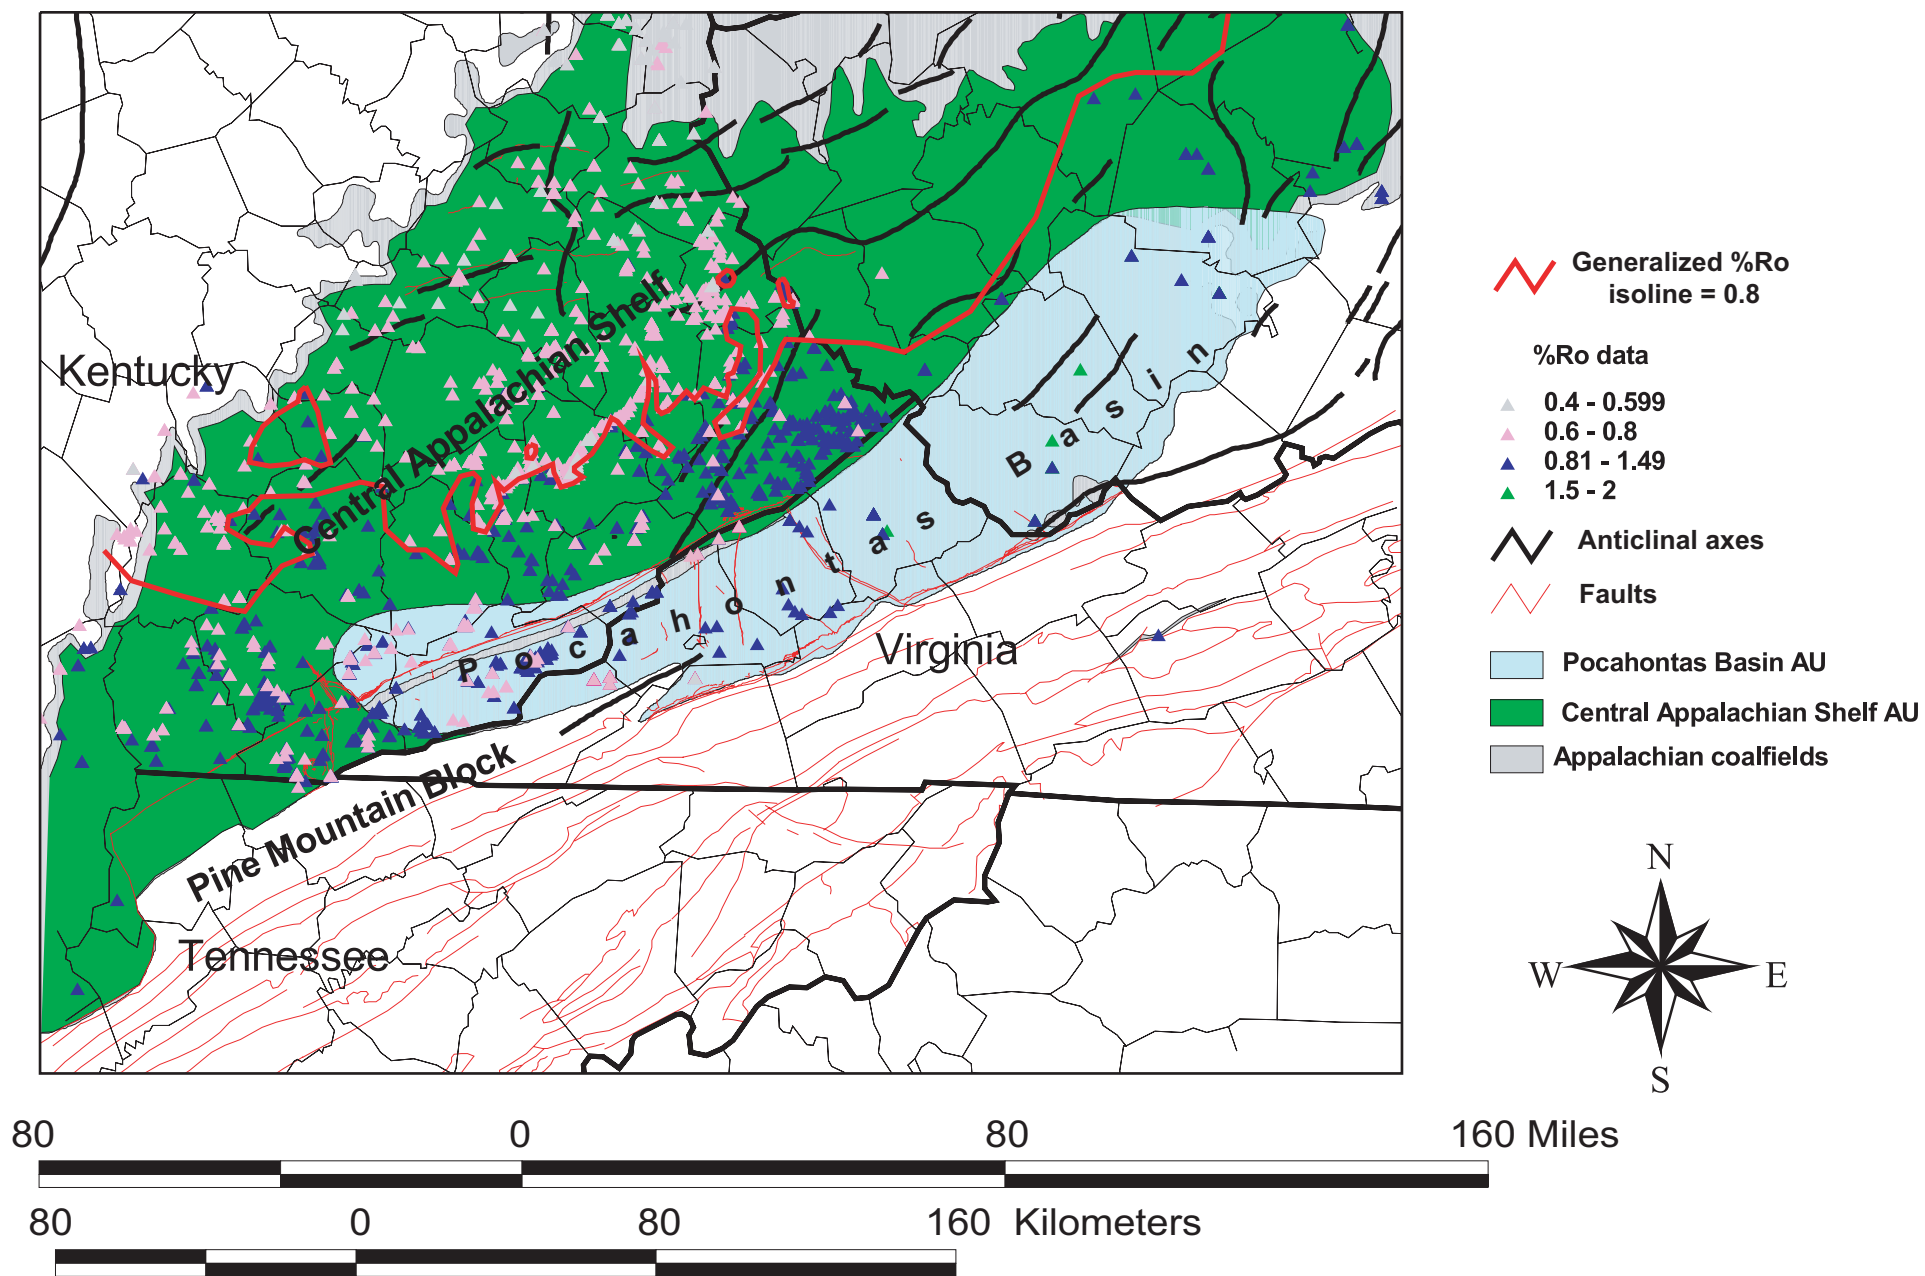 Kentucky
Central Appalachian Shelf
Pocahontas Basin
Virginia
Pine Mountain Block
Tennessee
Generalized %Ro
isoline = 0.8
%Ro data
0.4 - 0.599
0.6 - 0.8
0.81 - 1.49
1.5 - 2
Anticlinal axes
Faults
Pocahontas Basin AU
Central Appalachian Shelf AU
Appalachian coalfields
N
W E
S
80 0 80 160 Miles
80 0 80 160 Kilometers